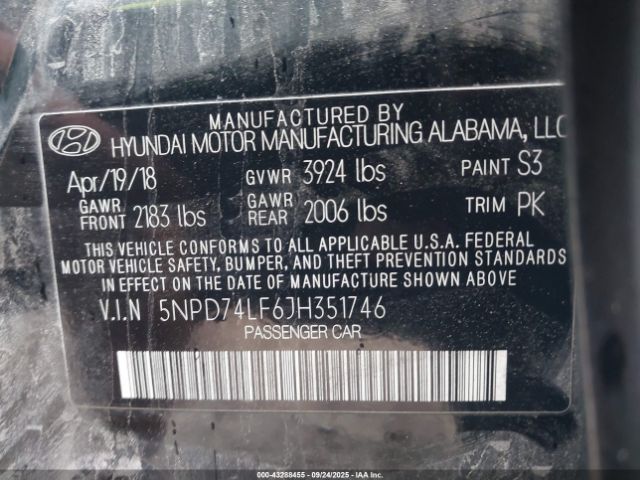 MANUFACTURED BY
HYUNDAI MOTOR MANUFACTURING ALABAMA, LLC
Apr/19/18 GVWR 3924 lbs PAINT S3
GAWR FRONT 2183 lbs GAWR REAR 2006 lbs TRIM PK
THIS VEHICLE CONFORMS TO ALL APPLICABLE U.S.A. FEDERAL
MOTOR VEHICLE SAFETY, BUMPER, AND THEFT PREVENTION STANDARDS
IN EFFECT ON THE DATE OF MANUFACTURE SHOWN ABOVE
V.I.N 5NPD74LF6JH351746
PASSENGER CAR
000-43288455 - 09/24/2025 - IAAI.COM